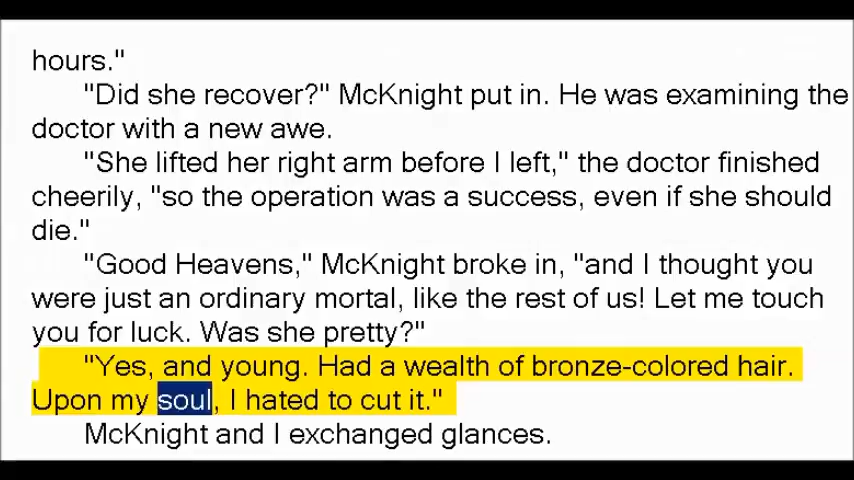 hours."
"Did she recover?" McKnight put in. He was examining the
doctor with a new awe.
"She lifted her right arm before I left," the doctor finished
cheerily, "so the operation was a success, even if she should
die."
"Good Heavens," McKnight broke in, "and I thought you
were just an ordinary mortal, like the rest of us! Let me touch
you for luck. Was she pretty?"
"Yes, and young. Had a wealth of bronze-colored hair.
Upon my soul, I hated to cut it."
McKnight and I exchanged glances.